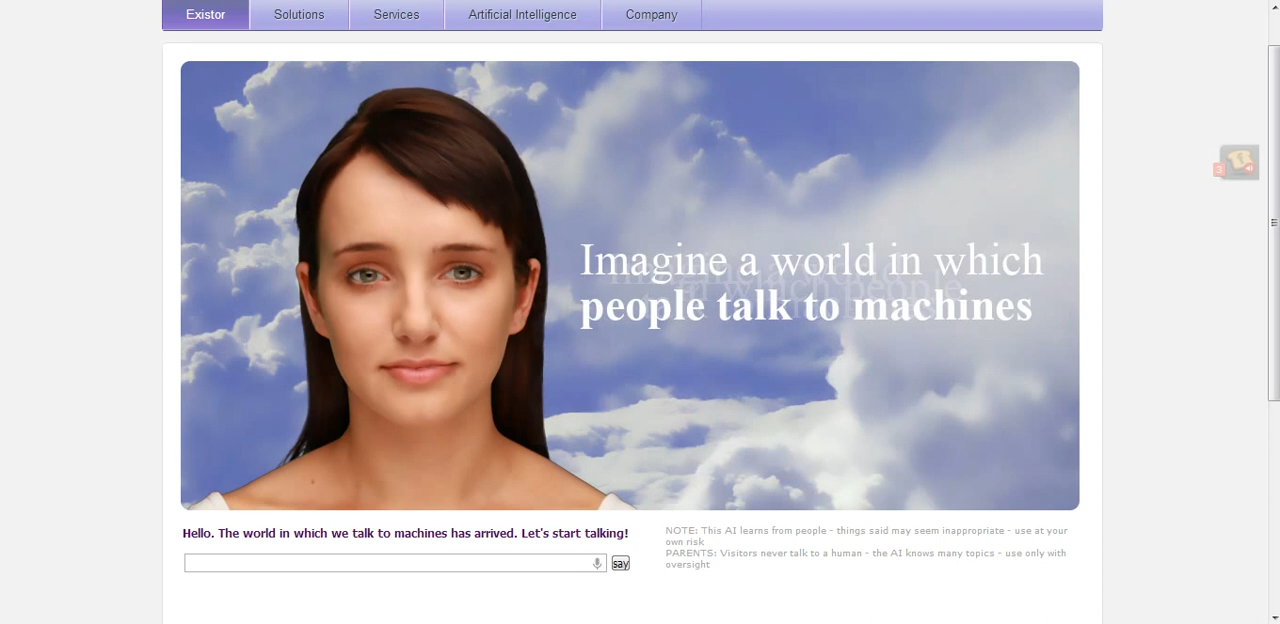 Existor
Solutions
Services
Artificial Intelligence
Company
Imagine a world in which
people talk to machines
Hello. The world in which we talk to machines has arrived. Let's start talking!
say
NOTE: This AI learns from people - things said may seem inappropriate - use at your
own risk
PARENTS: Visitors never talk to a human - the AI knows many topics - use only with
oversight
3